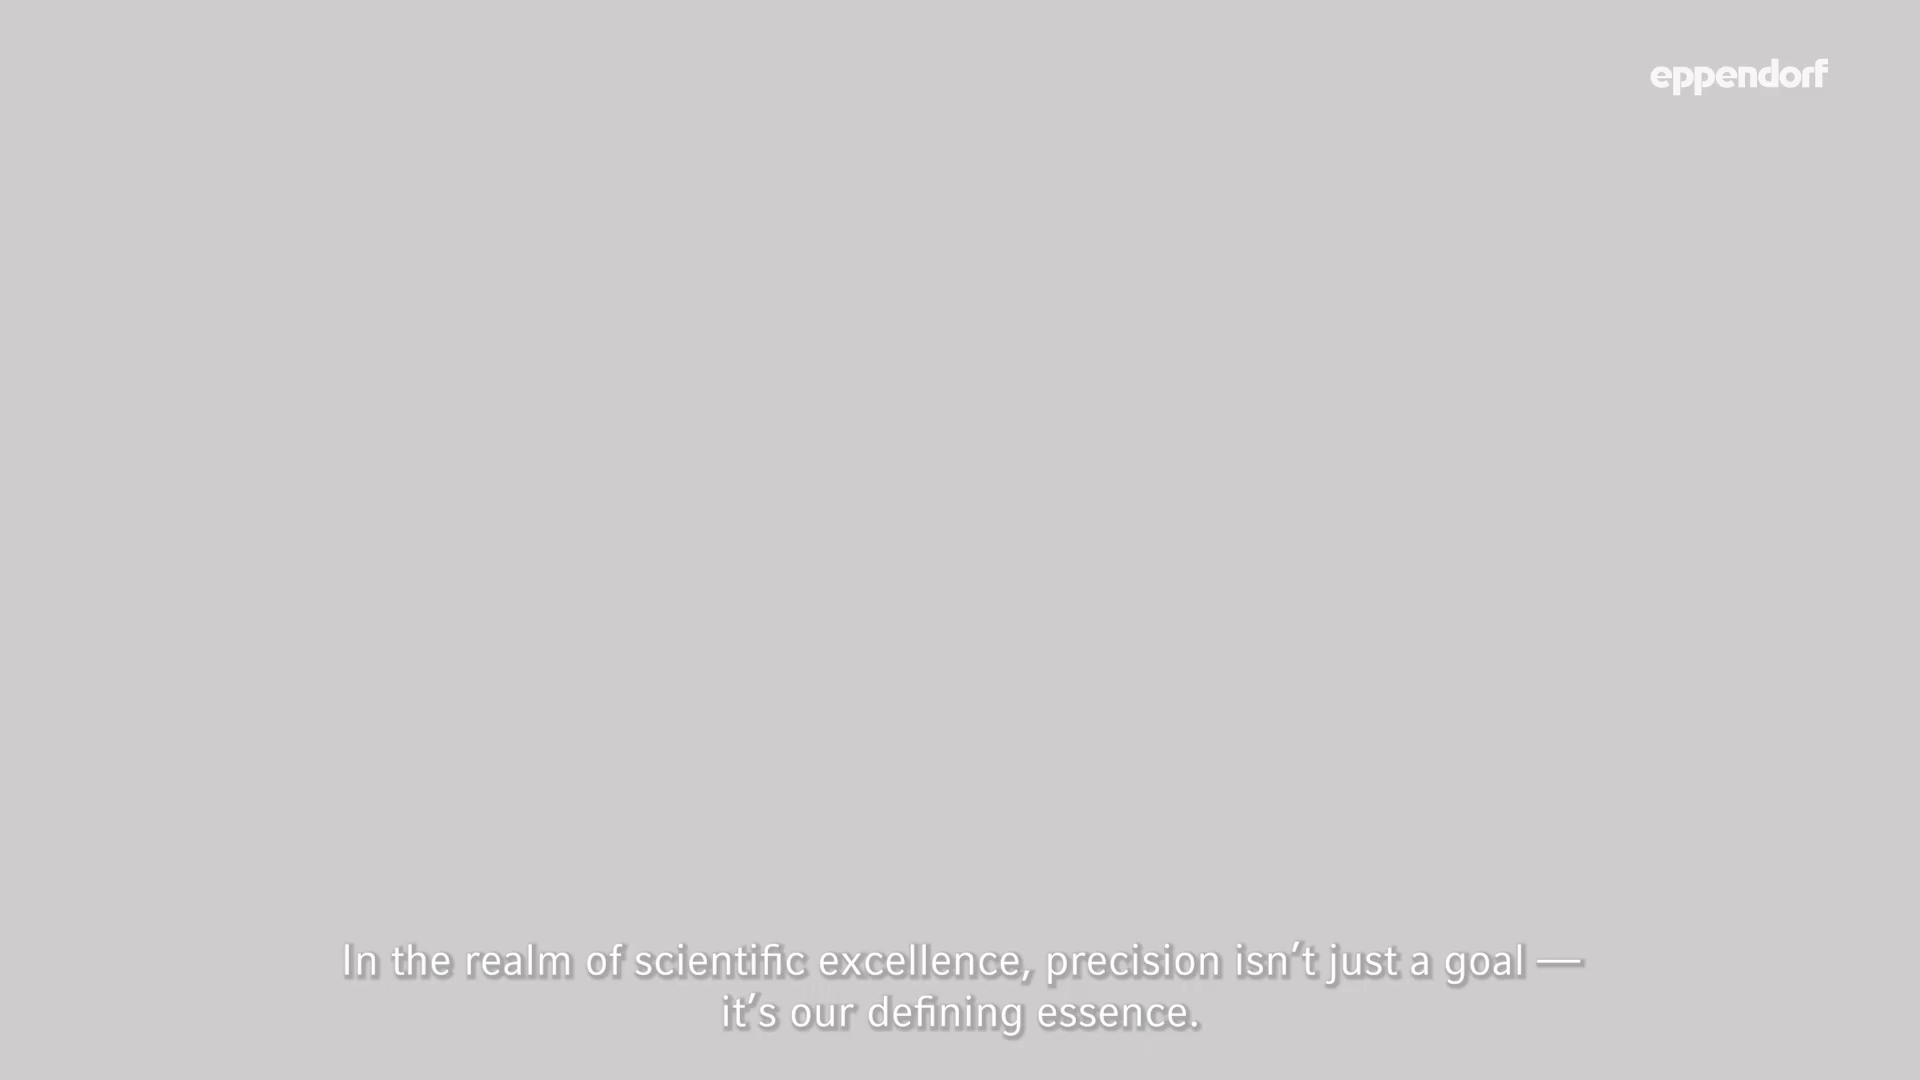 eppendorf
In the realm of scientific excellence, precision isn’t just a goal —
it’s our defining essence.